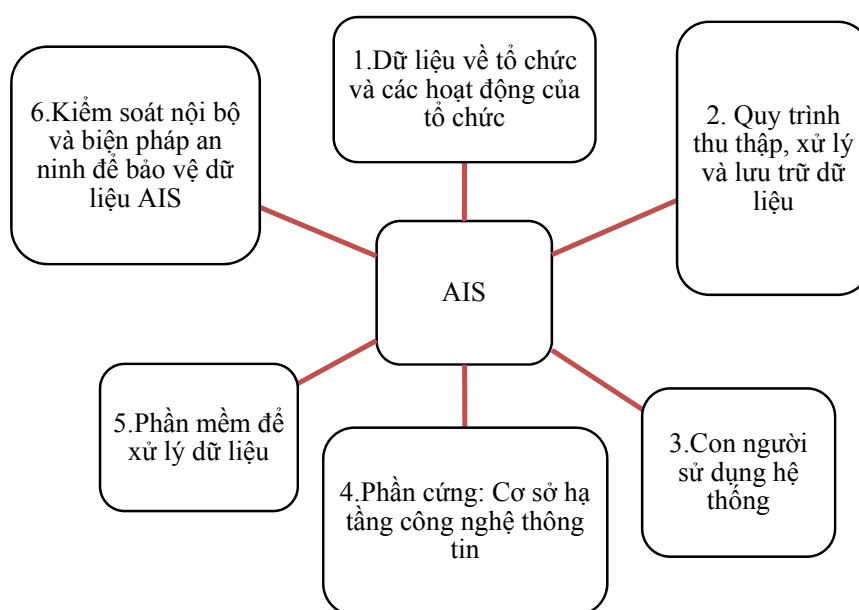 1.Dữ liệu về tổ chức
và các hoạt động của
tổ chức
2. Quy trình
thu thập, xử lý
và lưu trữ dữ
liệu
3.Con người
sử dụng hệ
thống
4.Phần cứng: Cơ sở hạ
tầng công nghệ thông
tin
5.Phần mềm để
xử lý dữ liệu
6.Kiểm soát nội bộ
và biện pháp an
ninh để bảo vệ dữ
liệu AIS
AIS